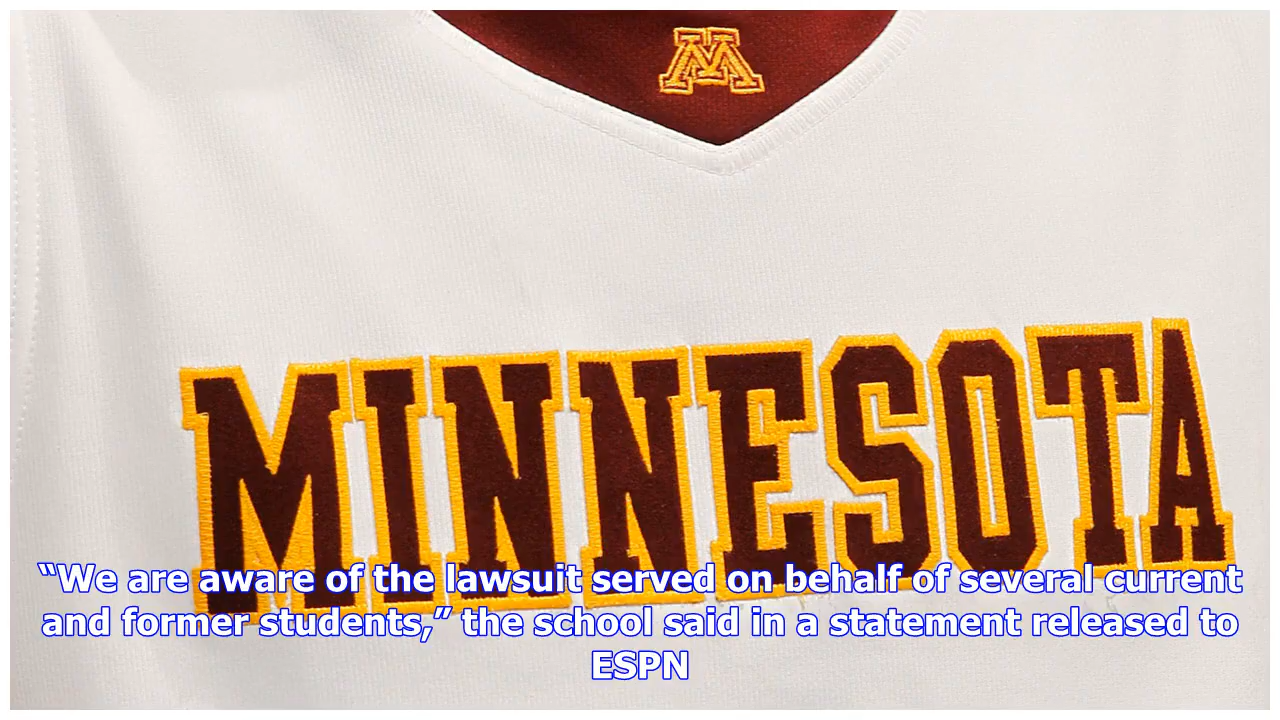 M
MINNESOTA
“We are aware of the lawsuit served on behalf of several current
and former students,” the school said in a statement released to
ESPN